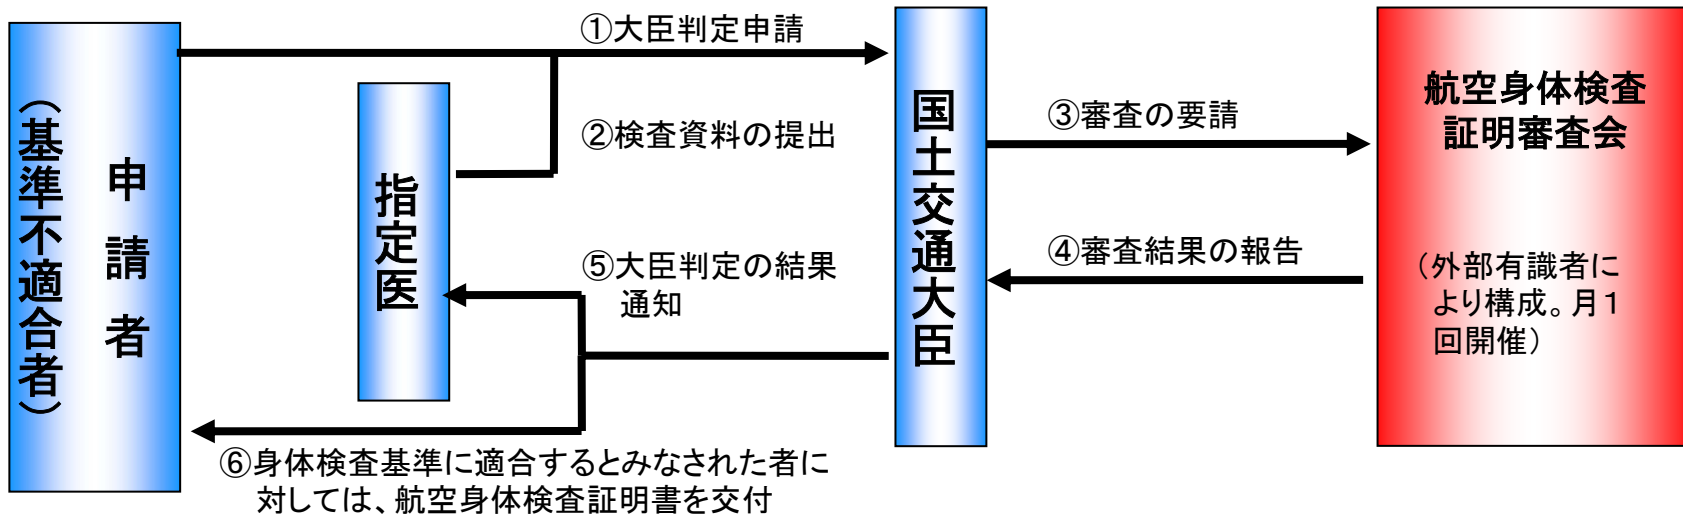 申請者
（基準不適合者）
①大臣判定申請
指定医
②検査資料の提出
⑤大臣判定の結果
通知
⑥身体検査基準に適合するとみなされた者に
対しては、航空身体検査証明書を交付
国土交通大臣
③審査の要請
④審査結果の報告
航空身体検査
証明審査会
（外部有識者に
より構成。月１
回開催）